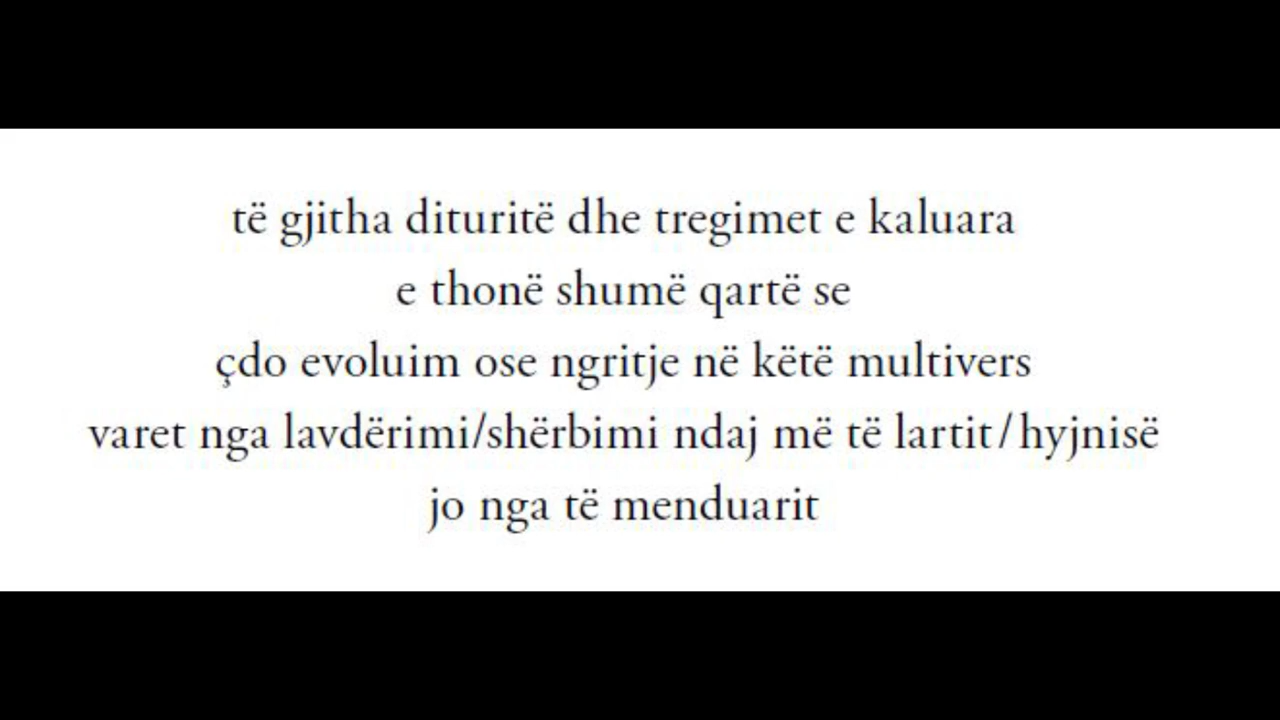 të gjitha dituritë dhe tregimet e kaluara
e thonë shumë qartë se
çdo evoluim ose ngritje në këtë multivers
varet nga lavdërimi/shërbimi ndaj më të lartit/hyjnisë
jo nga të menduarit